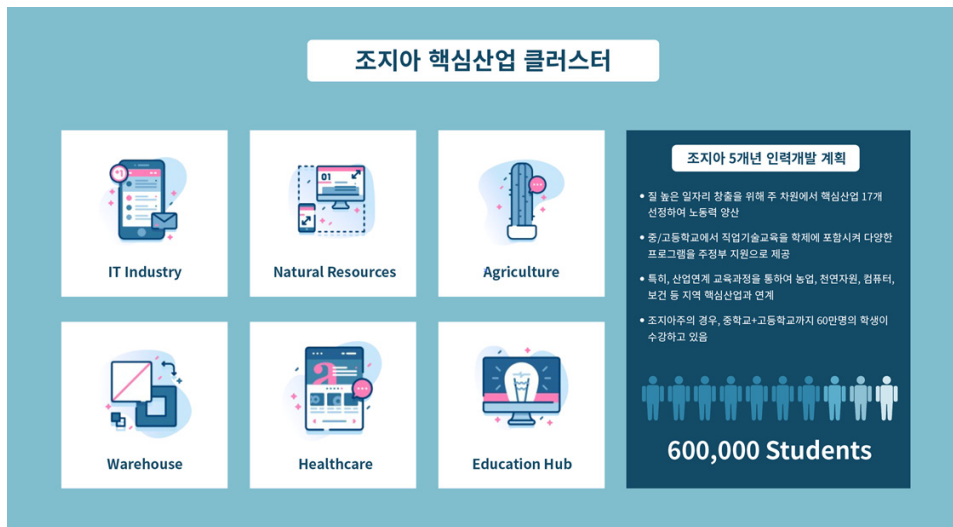 조지아 핵심산업 클러스터
IT Industry
Natural Resources
Agriculture
Warehouse
Healthcare
Education Hub
01
a
조지아 5개년 인력개발 계획
• 질 높은 일자리 창출을 위해 주 차원에서 핵심산업 17개
선정하여 노동력 양산
• 중/고등학교에서 직업기술교육을 학제에 포함시켜 다양한
프로그램을 주정부 지원으로 제공
• 특히, 산업연계 교육과정을 통하여 농업, 천연자원, 컴퓨터,
보건 등 지역 핵심산업과 연계
• 조지아주의 경우, 중학교+고등학교까지 60만명의 학생이
수강하고 있음
600,000 Students